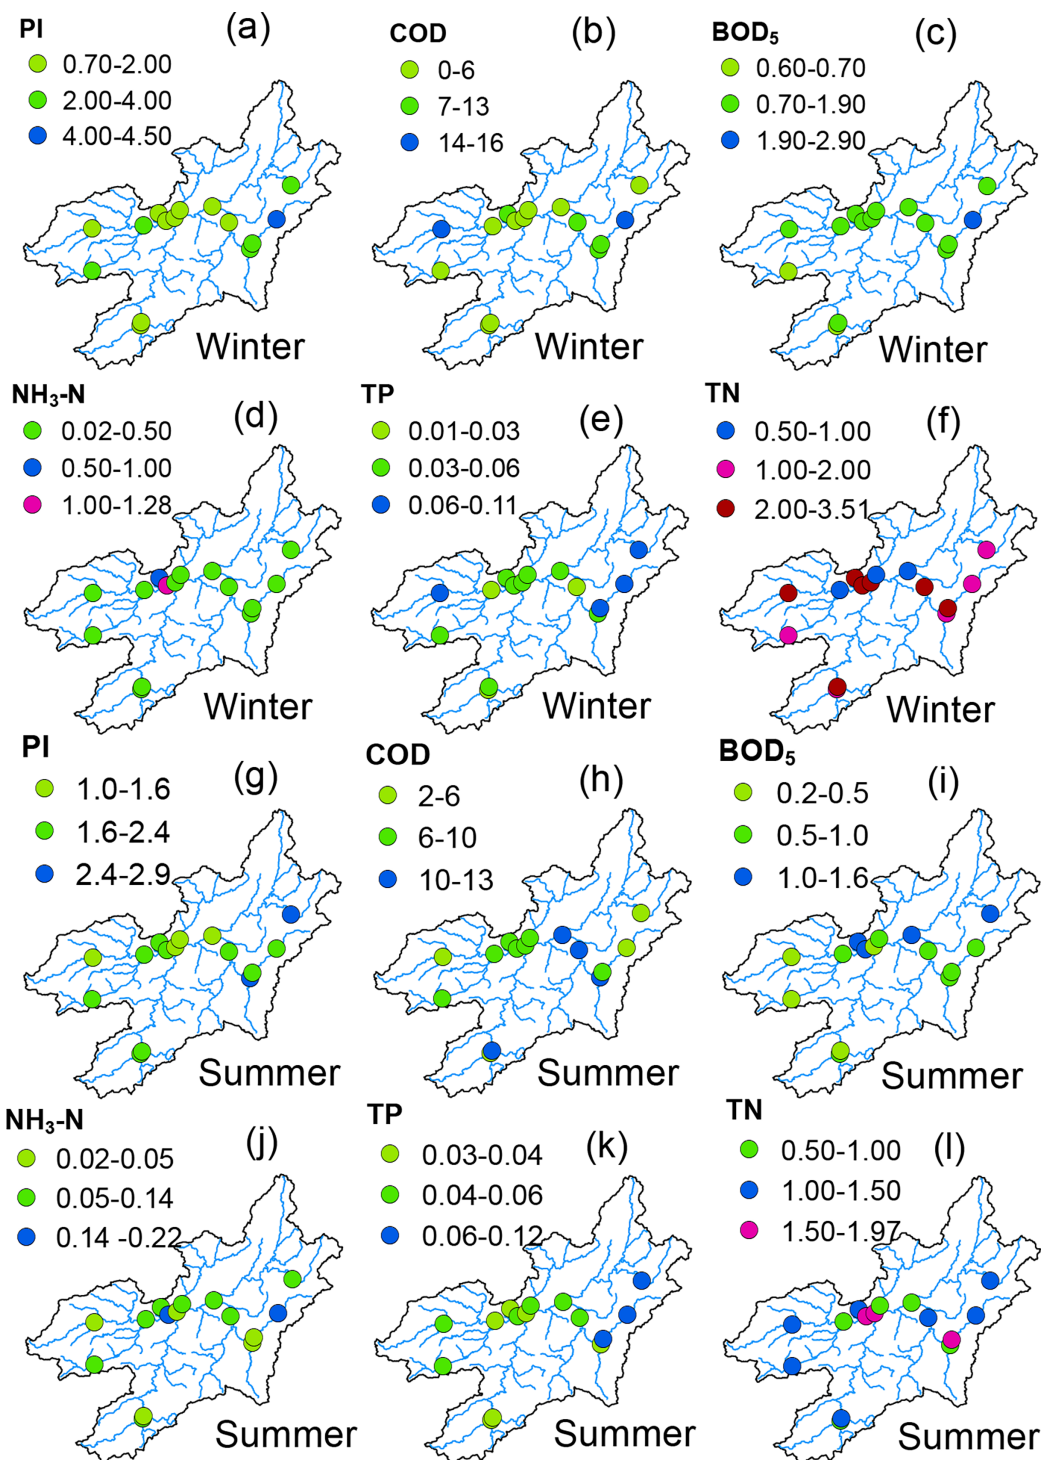 PI (a)
0.70-2.00
2.00-4.00
4.00-4.50
Winter
COD (b)
0-6
7-13
14-16
Winter
BOD₅ (c)
0.60-0.70
0.70-1.90
1.90-2.90
Winter
NH₃-N (d)
0.02-0.50
0.50-1.00
1.00-1.28
Winter
TP (e)
0.01-0.03
0.03-0.06
0.06-0.11
Winter
TN (f)
0.50-1.00
1.00-2.00
2.00-3.51
Winter
PI (g)
1.0-1.6
1.6-2.4
2.4-2.9
Summer
COD (h)
2-6
6-10
10-13
Summer
BOD₅ (i)
0.2-0.5
0.5-1.0
1.0-1.6
Summer
NH₃-N (j)
0.02-0.05
0.05-0.14
0.14 -0.22
Summer
TP (k)
0.03-0.04
0.04-0.06
0.06-0.12
Summer
TN (l)
0.50-1.00
1.00-1.50
1.50-1.97
Summer